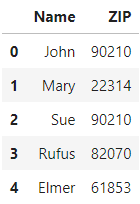 Name ZIP
0 John 90210
1 Mary 22314
2 Sue 90210
3 Rufus 82070
4 Elmer 61853